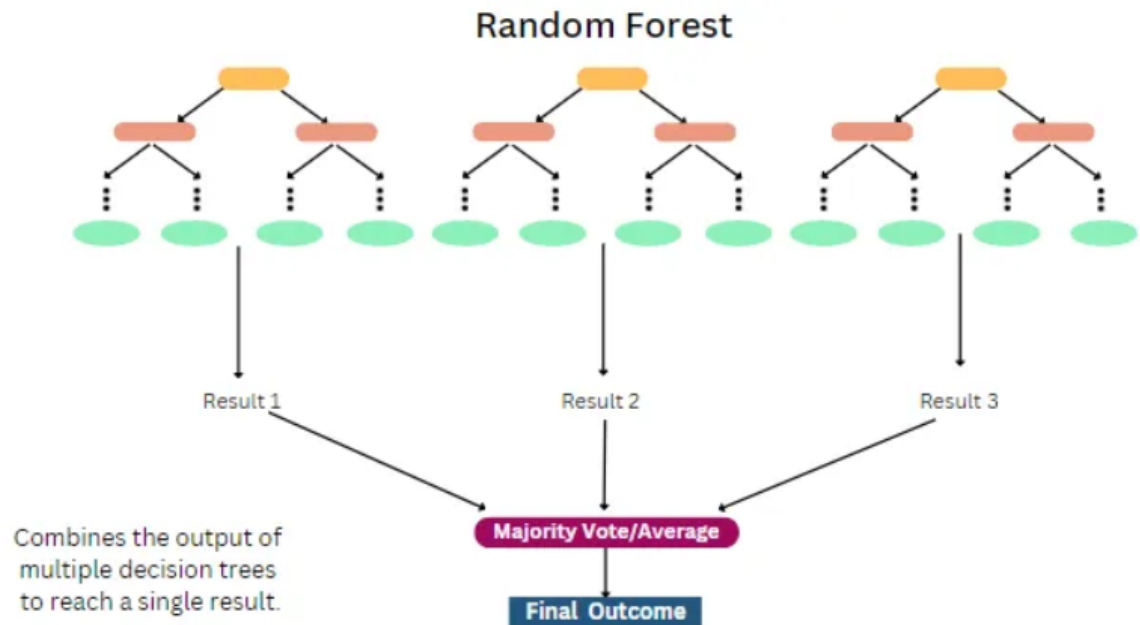 Random Forest
Result 1
Result 2
Result 3
Majority Vote/Average
Combines the output of
multiple decision trees
to reach a single result.
Final Outcome